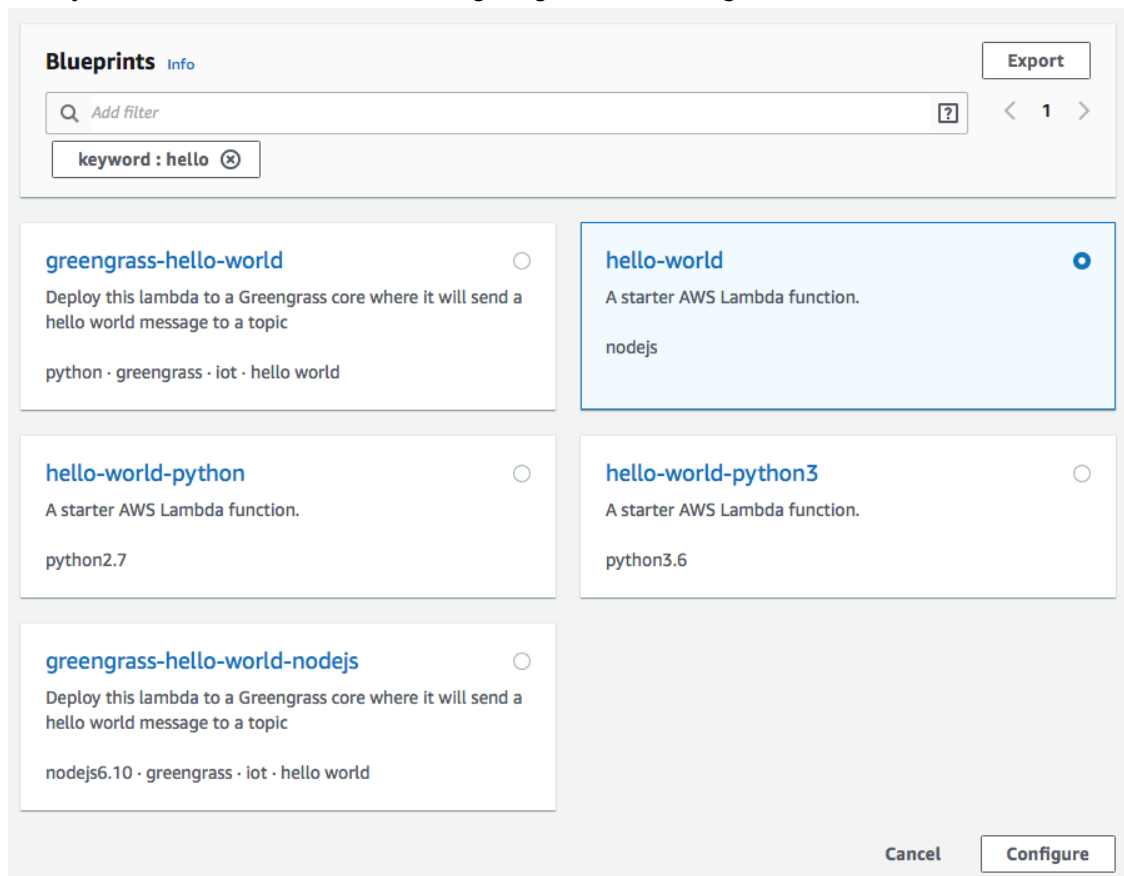 Blueprints Info
Export
Add filter
?
1
keyword : hello
greengrass-hello-world
Deploy this lambda to a Greengrass core where it will send a
hello world message to a topic
python · greengrass · iot · hello world
hello-world
A starter AWS Lambda function.
nodejs
hello-world-python
A starter AWS Lambda function.
python2.7
hello-world-python3
A starter AWS Lambda function.
python3.6
greengrass-hello-world-nodejs
Deploy this lambda to a Greengrass core where it will send a
hello world message to a topic
nodejs6.10 · greengrass · iot · hello world
Cancel
Configure